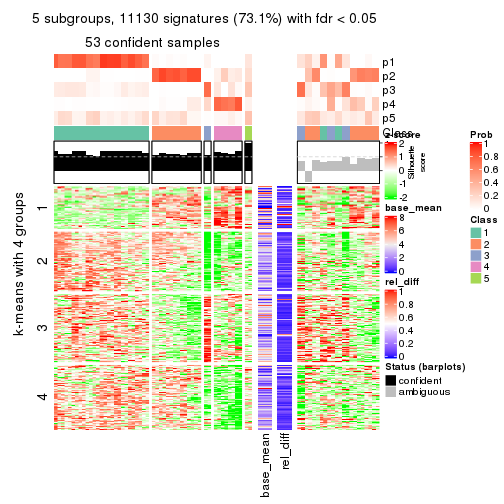 5 subgroups, 11130 signatures (73.1%) with fdr < 0.05
53 confident samples
p1
p2
p3
p4
p5
Class
z-score
2
1
0
-1
-2
Silhouette score
k-means with 4 groups
1
2
3
4
base_mean
rel_diff
base_mean
8
6
4
2
0
rel_diff
1
0.8
0.6
0.4
0.2
0
Status (barplots)
confident
ambiguous
Prob
1
0.8
0.6
0.4
0.2
0
Class
1
2
3
4
5